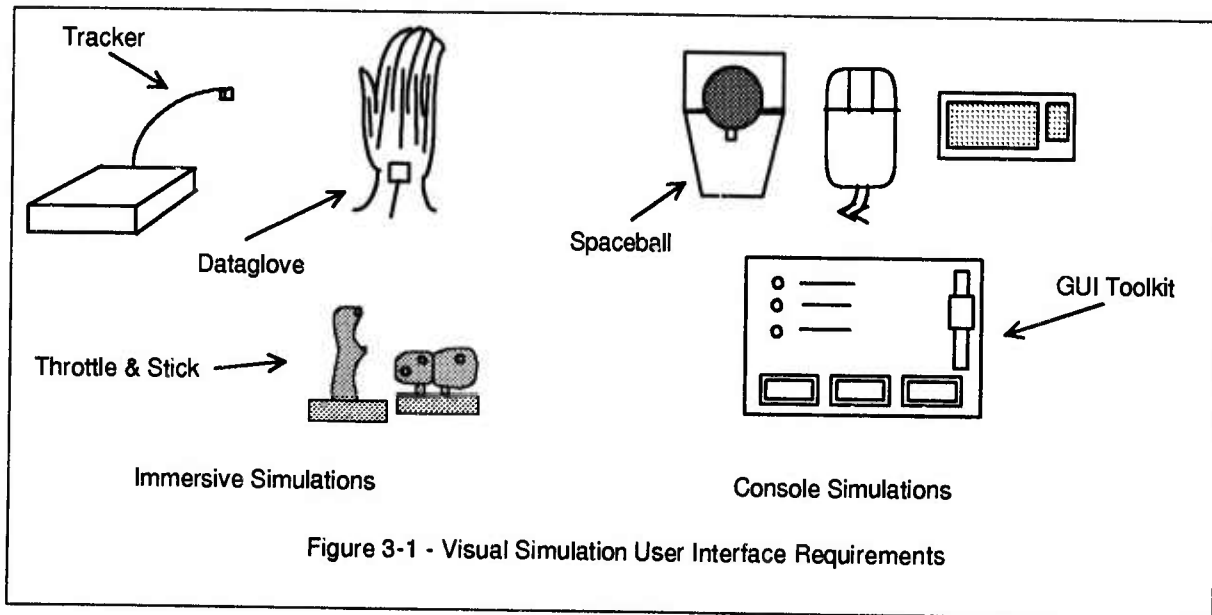 Tracker
Dataglove
Throttle & Stick
Immersive Simulations
Spaceball
GUI Toolkit
Console Simulations
Figure 3-1 - Visual Simulation User Interface Requirements